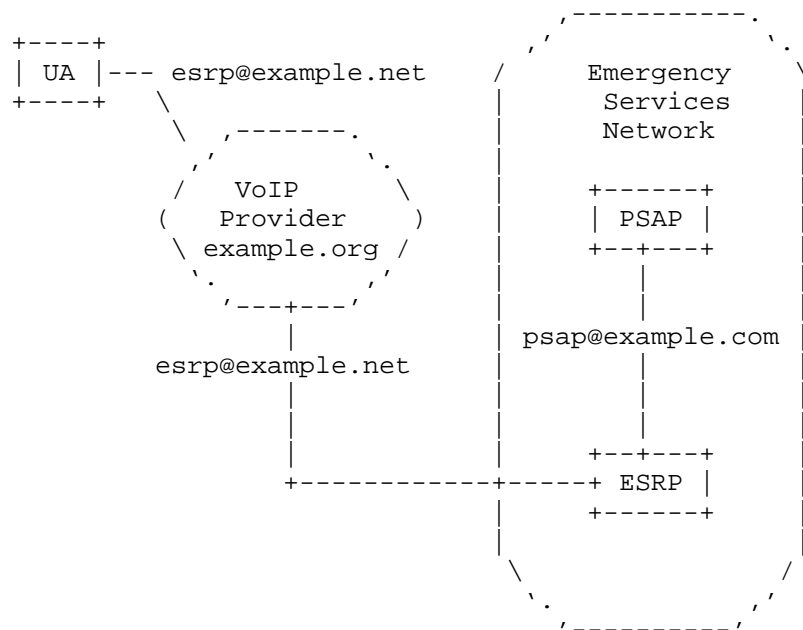 UA
esrp@example.net
Emergency
Services
Network
VoIP
Provider
example.org
PSAP
psap@example.com
esrp@example.net
ESRP